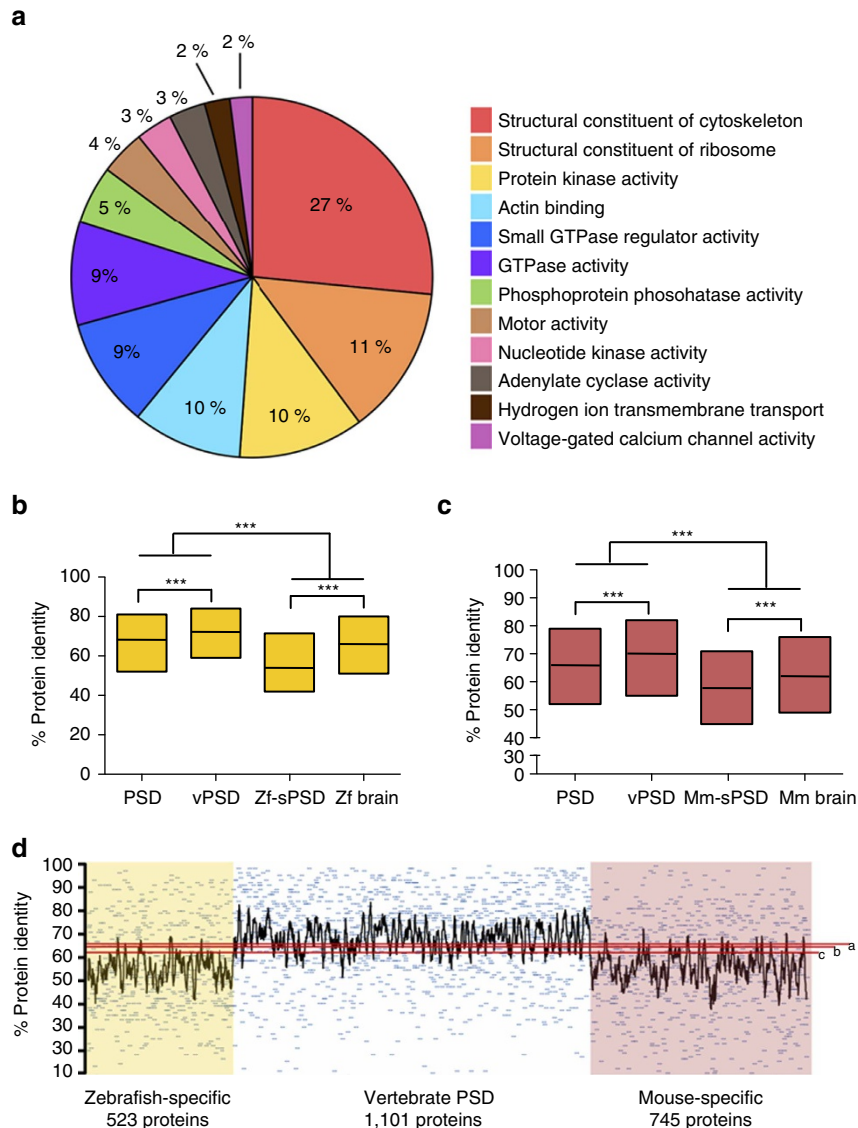 a
2 %
2 %
3 %
3 %
4 %
5 %
9%
9%
10 %
10 %
11 %
27 %
Structural constituent of cytoskeleton
Structural constituent of ribosome
Protein kinase activity
Actin binding
Small GTPase regulator activity
GTPase activity
Phosphoprotein phosohatase activity
Motor activity
Nucleotide kinase activity
Adenylate cyclase activity
Hydrogen ion transmembrane transport
Voltage-gated calcium channel activity
b
% Protein identity
100
80
60
40
20
0
***
***
***
PSD vPSD Zf-sPSD Zf brain
c
% Protein identity
100
90
80
70
60
50
40
30
0
***
***
***
PSD vPSD Mm-sPSD Mm brain
d
% Protein identity
100
90
80
70
60
50
40
30
30
10
a
b
c
Zebrafish-specific
523 proteins
Vertebrate PSD
1,101 proteins
Mouse-specific
745 proteins